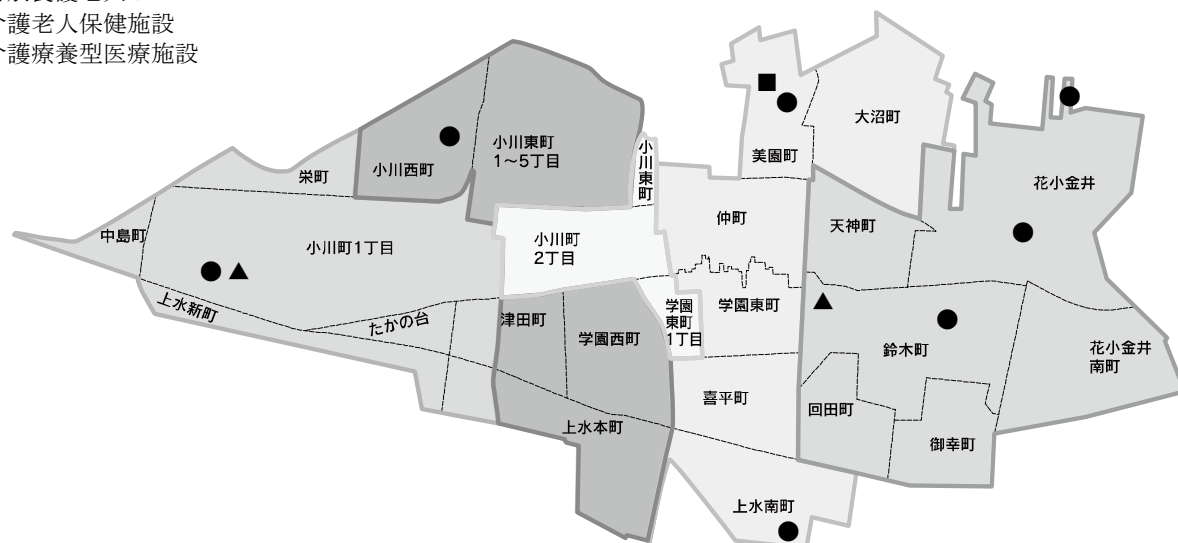 介護老人保健施設
介護療養型医療施設
小川東町
1〜5丁目
小川西町
栄町
中島町
小川町1丁目
上水新町
たかの台
小川町
2丁目
小川東町
津田町
学園西町
上水本町
学園
東町
1丁目
学園東町
仲町
美園町
大沼町
天神町
花小金井
鈴木町
花小金井
南町
回田町
御幸町
喜平町
上水南町